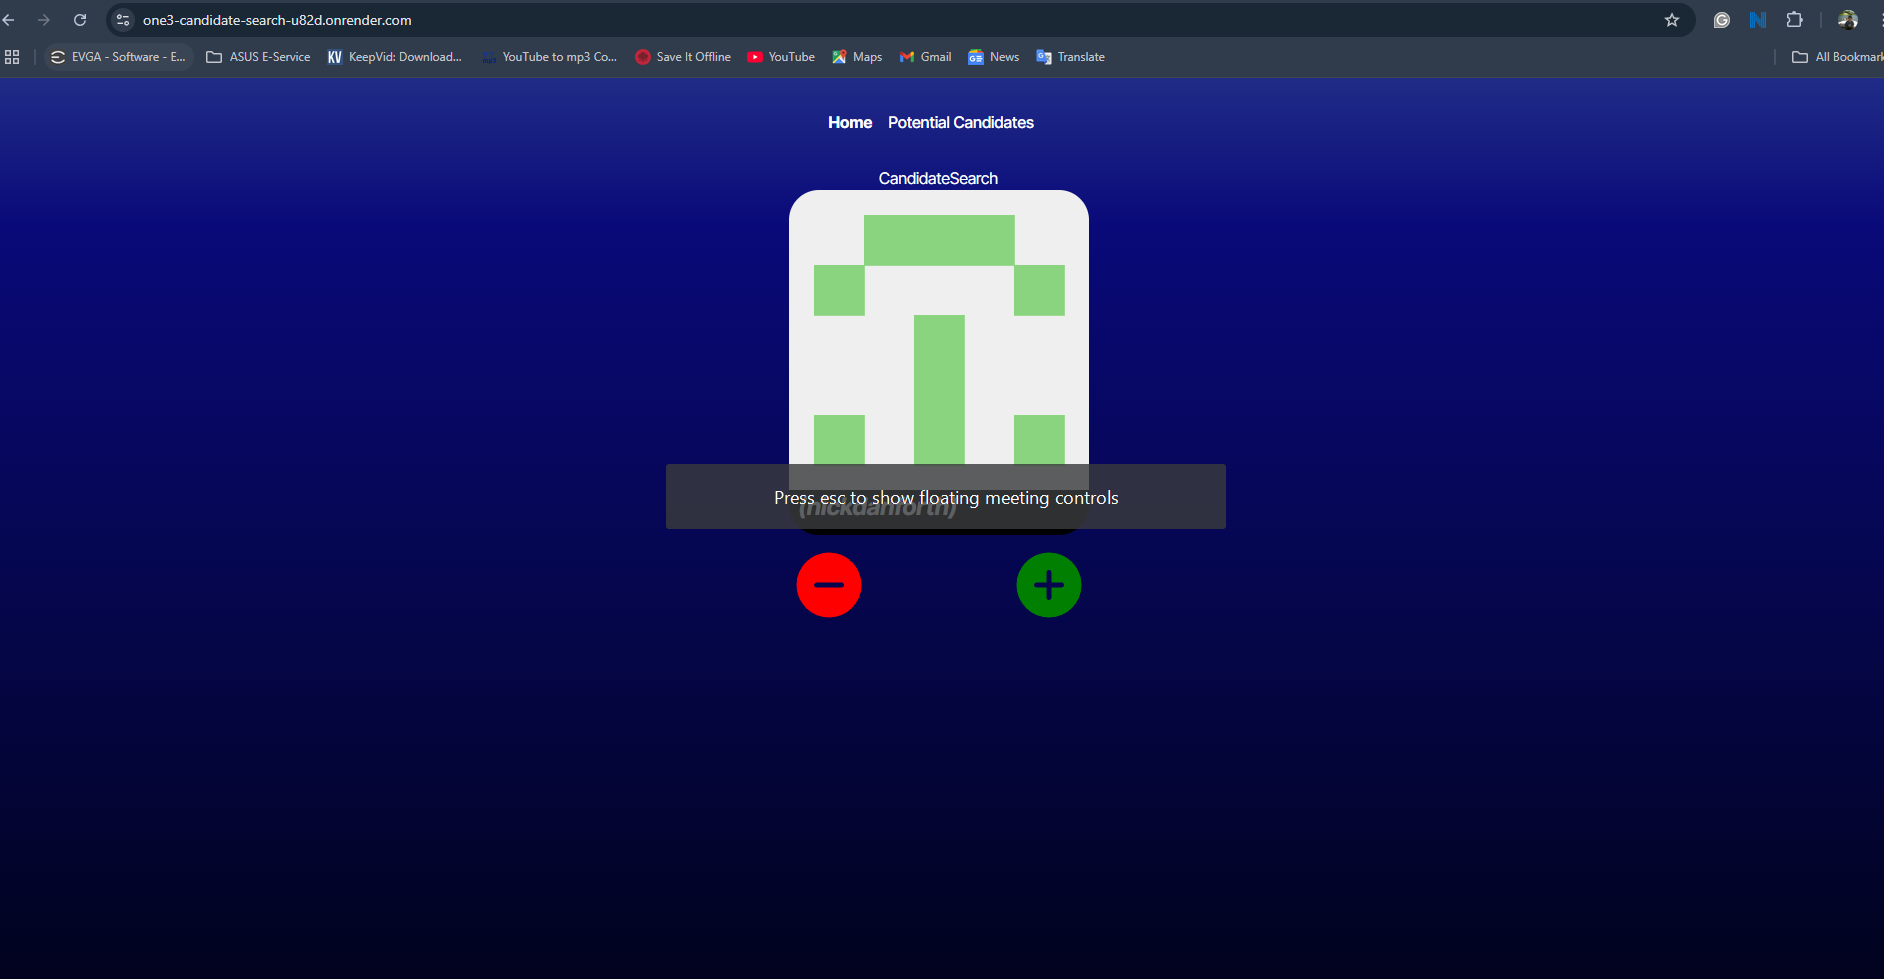 one3-candidate-search-u82d.onrender.com
EVGA - Software - E...
ASUS E-Service
KV
KeepVid: Download...
YouTube to mp3 Co...
Save It Offline
YouTube
Maps
Gmail
News
Translate
All Bookmark
Home Potential Candidates
CandidateSearch
Press esc to show floating meeting controls
(nickdanforth)